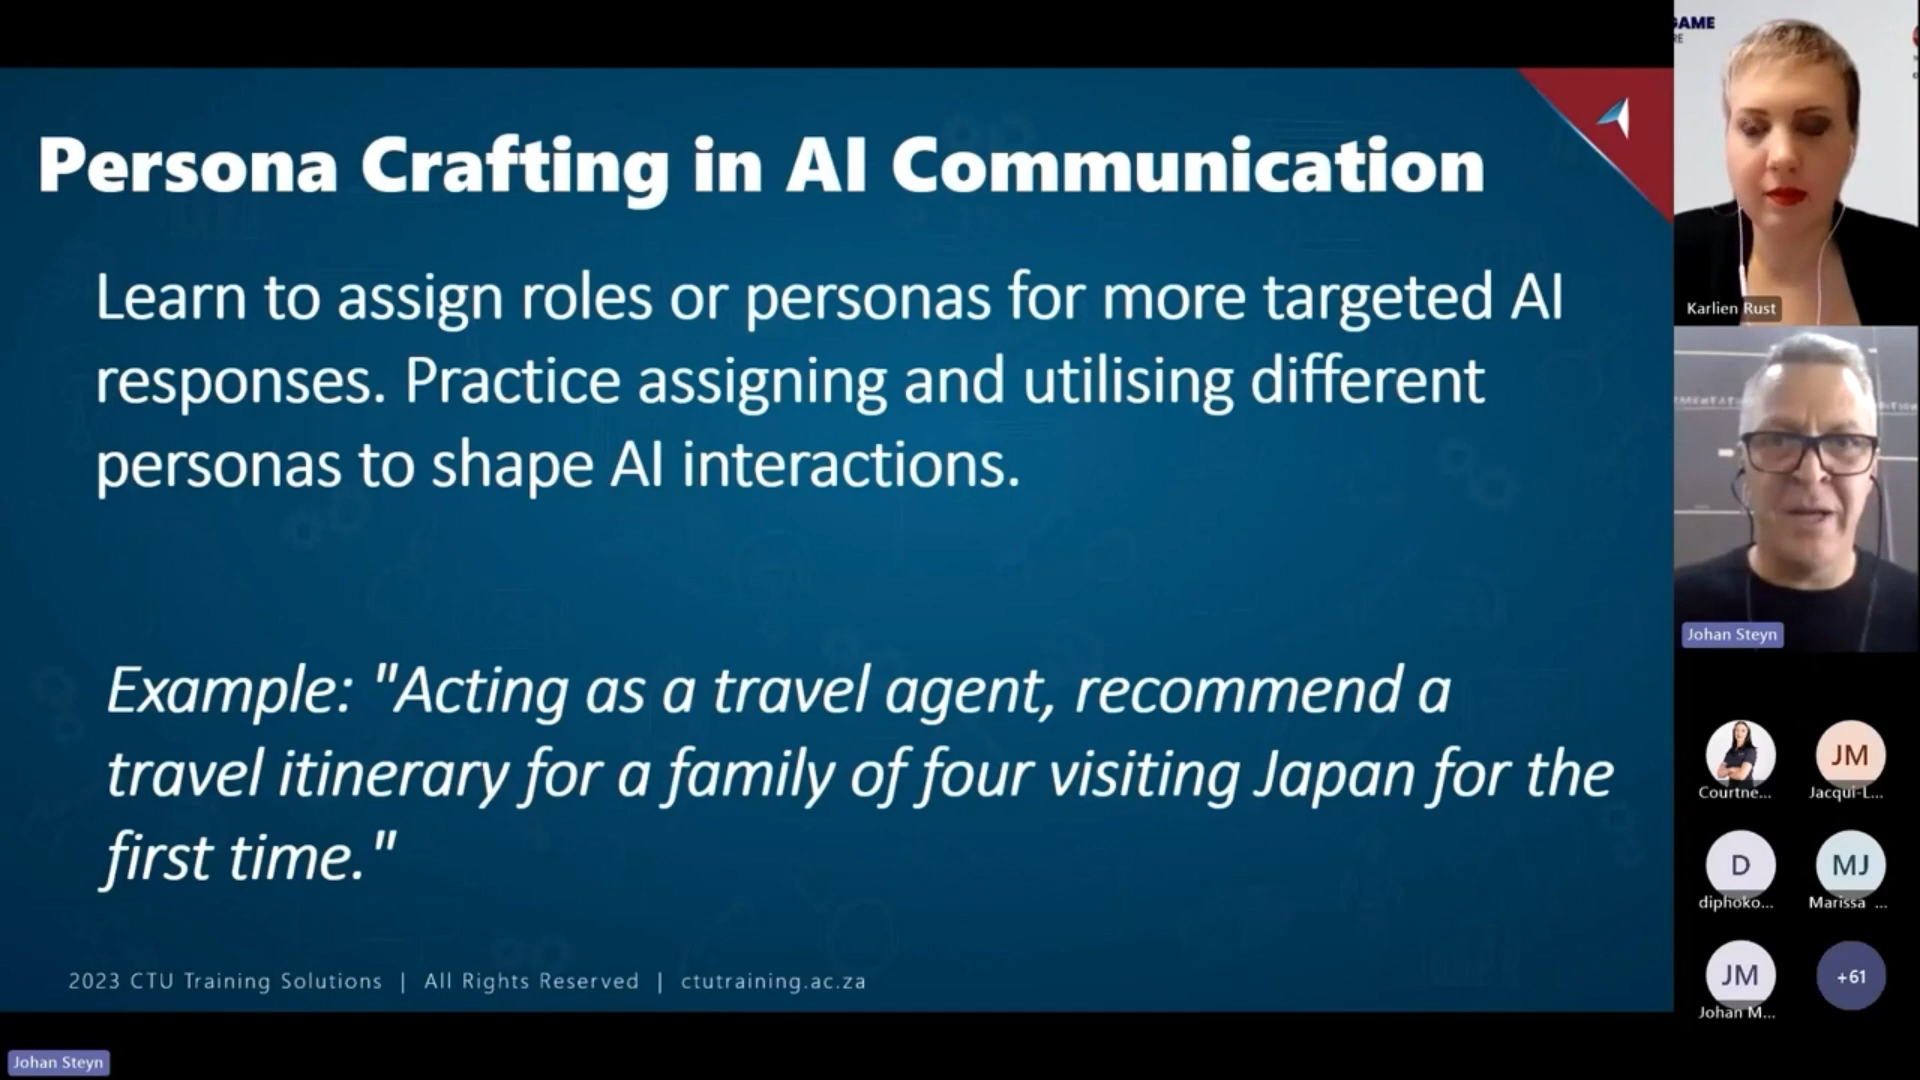 Persona Crafting in AI Communication
Learn to assign roles or personas for more targeted AI
responses. Practice assigning and utilising different
personas to shape AI interactions.
Example: "Acting as a travel agent, recommend a
travel itinerary for a family of four visiting Japan for the
first time."
2023 CTU Training Solutions | All Rights Reserved | ctutraining.ac.za
Johan Steyn
Karlien Rust
Johan Steyn
Courtne...
JM
Jacqui-L...
D
diphoko...
MJ
Marissa ...
JM
Johan M...
+61